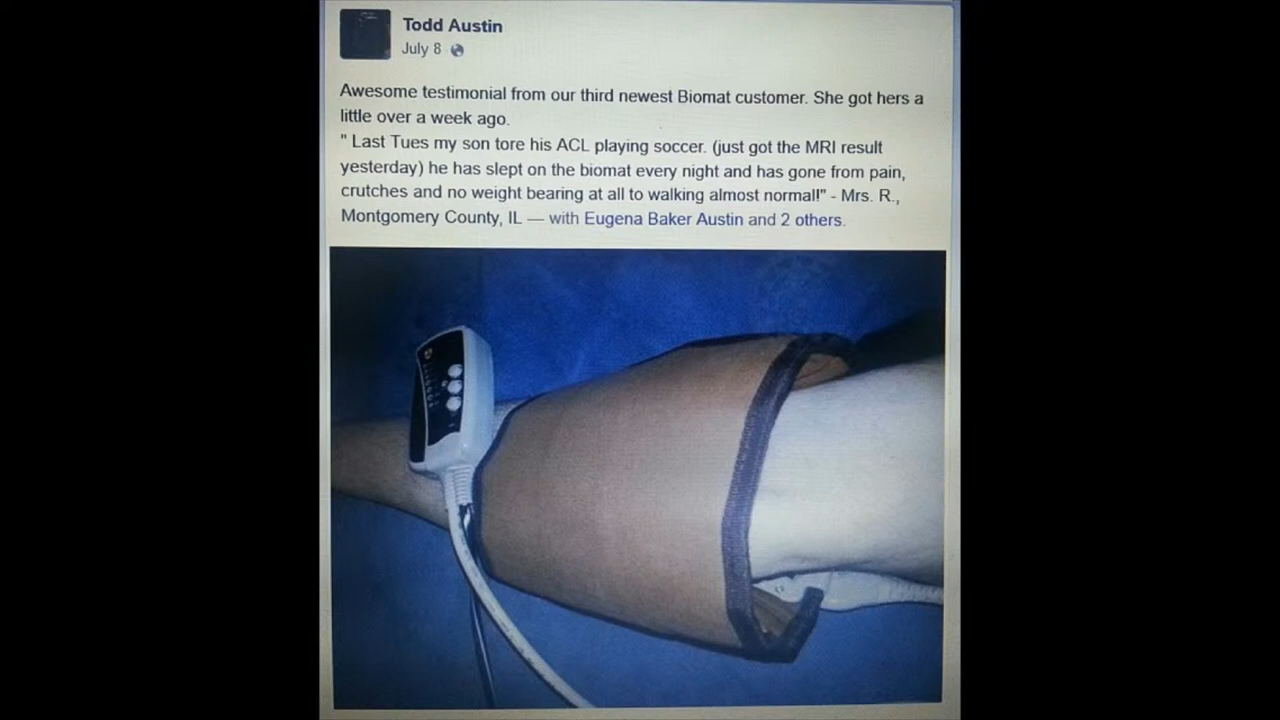 Todd Austin
July 8
Awesome testimonial from our third newest Biomat customer. She got hers a
little over a week ago.
" Last Tues my son tore his ACL playing soccer. (just got the MRI result
yesterday) he has slept on the biomat every night and has gone from pain,
crutches and no weight bearing at all to walking almost normal!" - Mrs. R.,
Montgomery County, IL — with Eugena Baker Austin and 2 others.